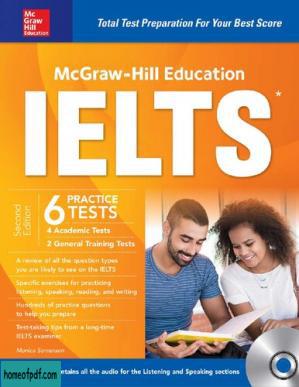 Mc
Graw
Hill
Education
Total Test Preparation For Your Best Score
McGraw-Hill Education
IELTS*
Second Edition
6 PRACTICE
TESTS
4 Academic Tests
2 General Training Tests
A review of all the question types
you are likely to see on the IELTS
Specific exercises for practicing
listening, speaking, reading, and writing
Hundreds of practice questions
to help you prepare
Test-taking tips from a long-time
IELTS examiner
Monica Sorrenson
ntains all the audio for the Listening and Speaking sections
homeofpdf.com